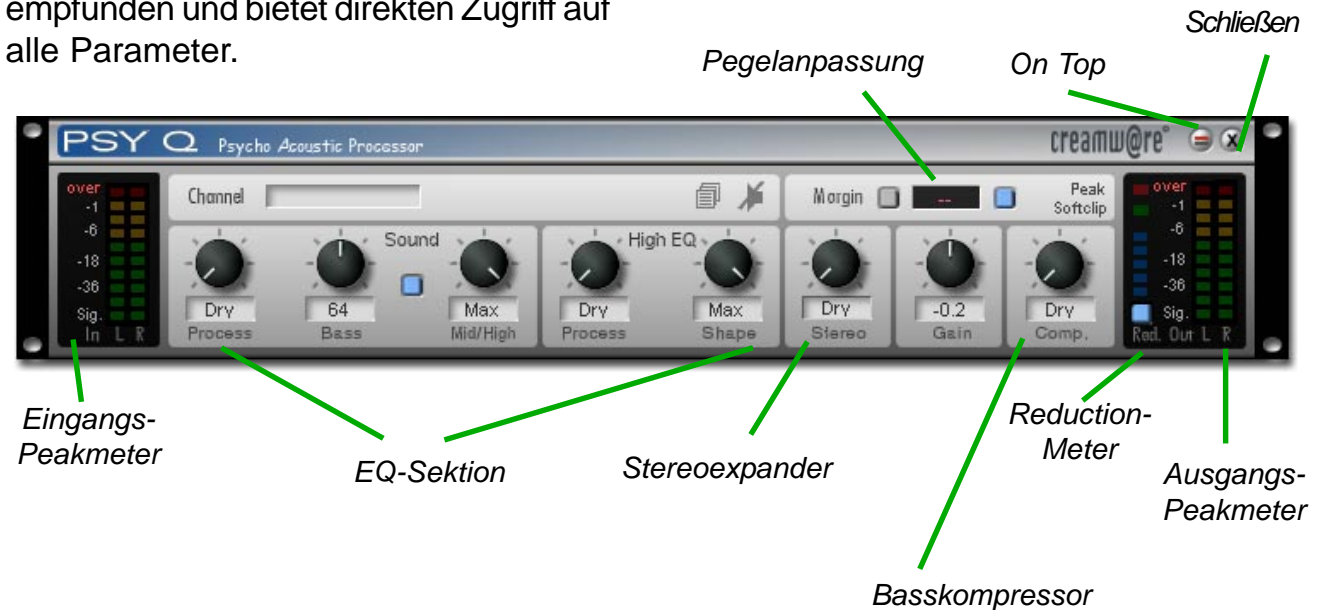 empfunden und bietet direkten Zugriff auf
alle Parameter.
Schließen
Pegelanpassung
On Top
PSY Q Psycho Acoustic Processor
creamw@re®
X
over
-1
-6
-18
-36
Sig.
In L R
Channel
Margin
--
Peak
Softclip
Sound
High EQ
Dry
Process
64
Bass
Max
Mid/High
Dry
Process
Max
Shape
Dry
Stereo
-0.2
Gain
Dry
Comp.
over
-1
-6
-18
-36
Sig.
Red. Out L R
Eingangs-
Peakmeter
EQ-Sektion
Stereoexpander
Reduction-
Meter
Ausgangs-
Peakmeter
Basskompressor